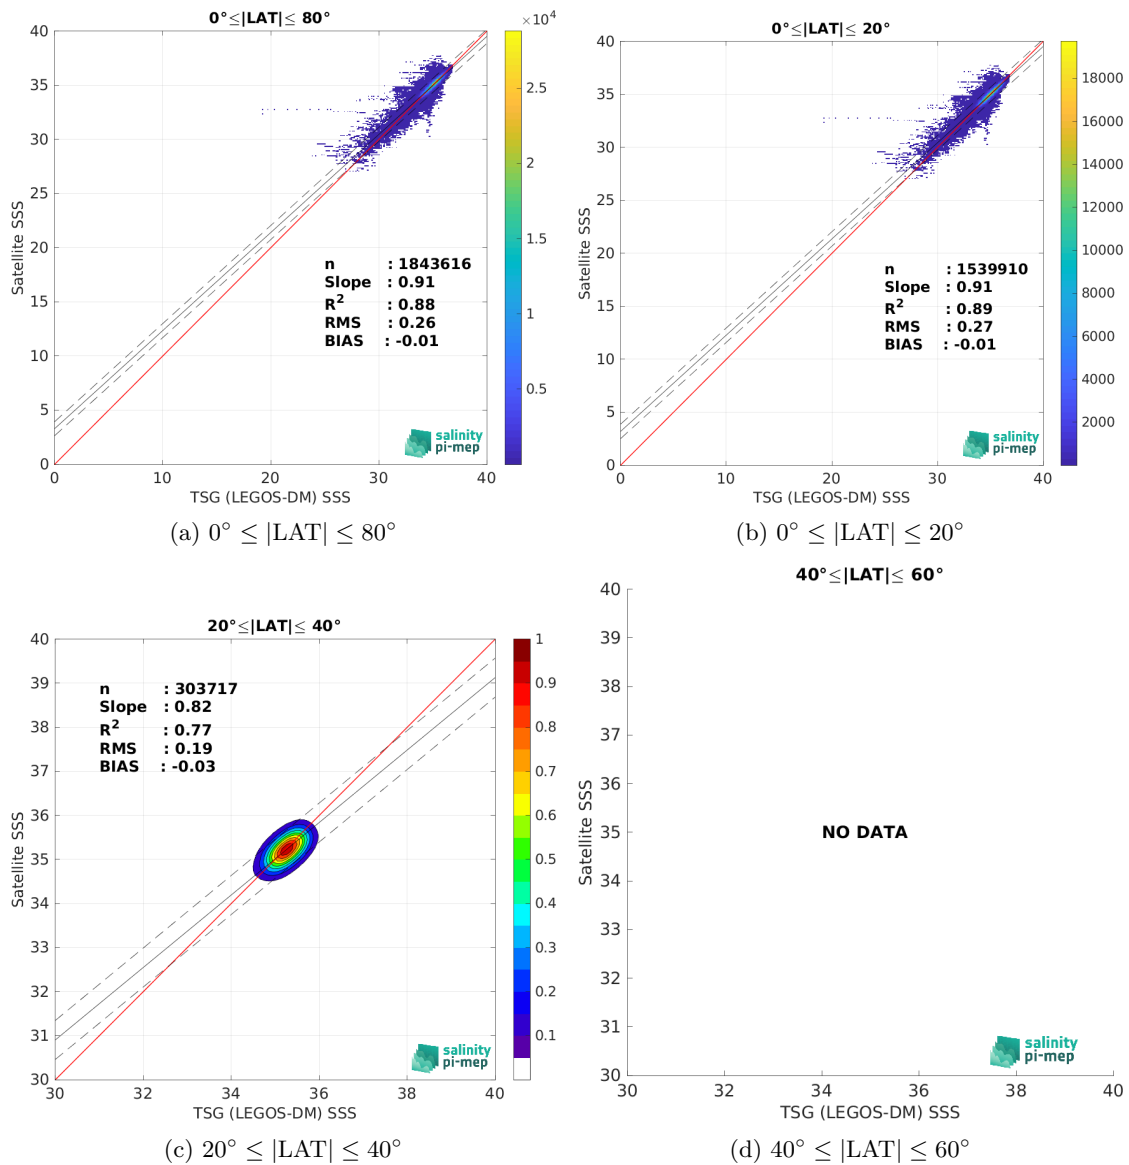 0°≤|LAT|≤ 80°
×10^4
Satellite SSS
40
35
30
25
20
15
10
5
0
n : 1843616
Slope : 0.91
R^2 : 0.88
RMS : 0.26
BIAS : -0.01
salinity
pi-mep
0 10 20 30 40
TSG (LEGOS-DM) SSS
2.5
2
1.5
1
0.5
(a) 0° ≤ |LAT| ≤ 80°
0°≤|LAT|≤ 20°
Satellite SSS
40
35
30
25
20
15
10
5
0
n : 1539910
Slope : 0.91
R^2 : 0.89
RMS : 0.27
BIAS : -0.01
salinity
pi-mep
0 10 20 30 40
TSG (LEGOS-DM) SSS
18000
16000
14000
12000
10000
8000
6000
4000
2000
(b) 0° ≤ |LAT| ≤ 20°
20°≤|LAT|≤ 40°
Satellite SSS
40
39
38
37
36
35
34
33
32
31
30
n : 303717
Slope : 0.82
R^2 : 0.77
RMS : 0.19
BIAS : -0.03
salinity
pi-mep
30 32 34 36 38 40
TSG (LEGOS-DM) SSS
1
0.9
0.8
0.7
0.6
0.5
0.4
0.3
0.2
0.1
(c) 20° ≤ |LAT| ≤ 40°
40°≤|LAT|≤ 60°
Satellite SSS
40
39
38
37
36
35
34
33
32
31
30
NO DATA
salinity
pi-mep
30 32 34 36 38 40
TSG (LEGOS-DM) SSS
(d) 40° ≤ |LAT| ≤ 60°